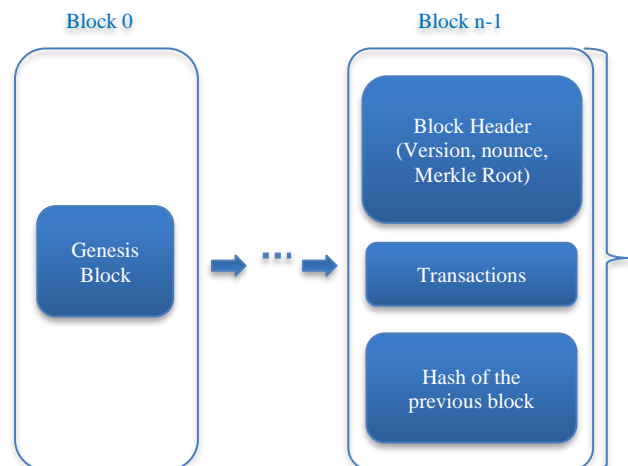 Block 0
Genesis
Block
...
Block n-1
Block Header
(Version, nounce,
Merkle Root)
Transactions
Hash of the
previous block